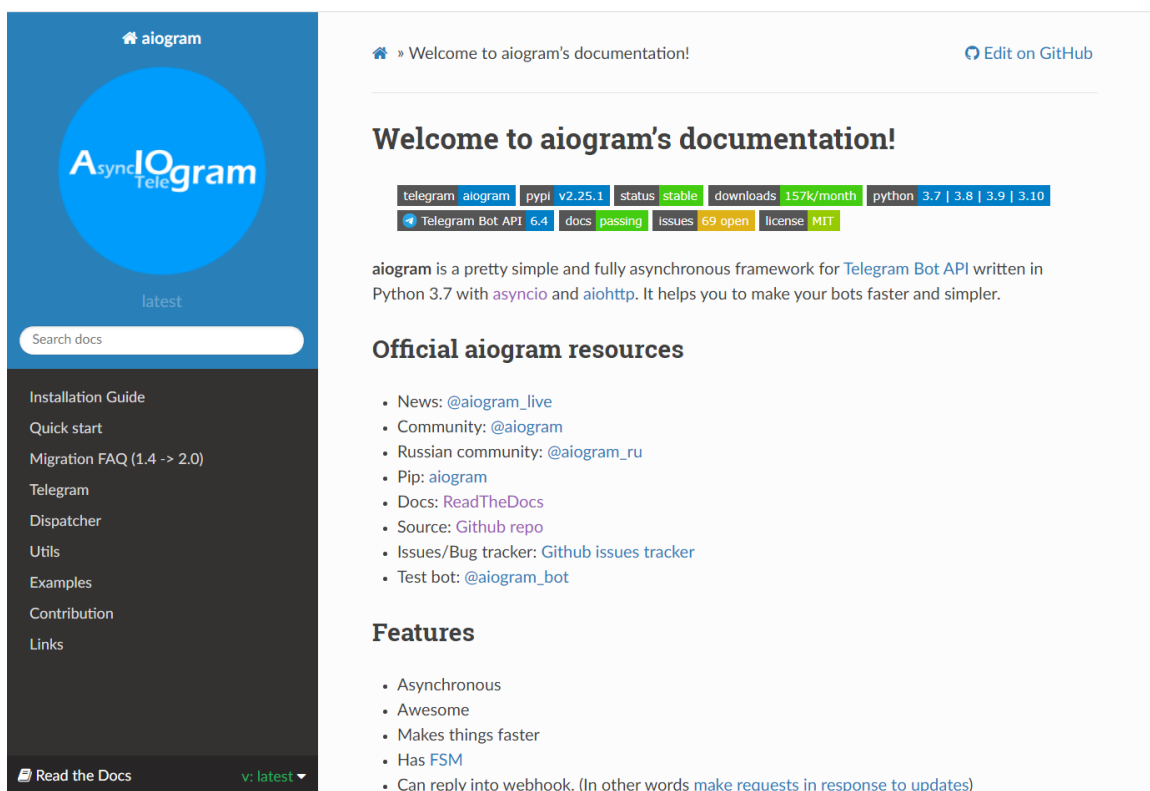 aiogram
AsyncIOgram
Tele
latest
Search docs
Installation Guide
Quick start
Migration FAQ (1.4 -> 2.0)
Telegram
Dispatcher
Utils
Examples
Contribution
Links
Read the Docs
v: latest
» Welcome to aiogram’s documentation!
Edit on GitHub
Welcome to aiogram’s documentation!
telegram aiogram pypi v2.25.1 status stable downloads 157k/month python 3.7 | 3.8 | 3.9 | 3.10
Telegram Bot API 6.4 docs passing issues 69 open license MIT
aiogram is a pretty simple and fully asynchronous framework for Telegram Bot API written in
Python 3.7 with asyncio and aiohttp. It helps you to make your bots faster and simpler.
Official aiogram resources
• News: @aiogram_live
• Community: @aiogram
• Russian community: @aiogram_ru
• Pip: aiogram
• Docs: ReadTheDocs
• Source: Github repo
• Issues/Bug tracker: Github issues tracker
• Test bot: @aiogram_bot
Features
• Asynchronous
• Awesome
• Makes things faster
• Has FSM
• Can reply into webhook. (In other words make requests in response to updates)